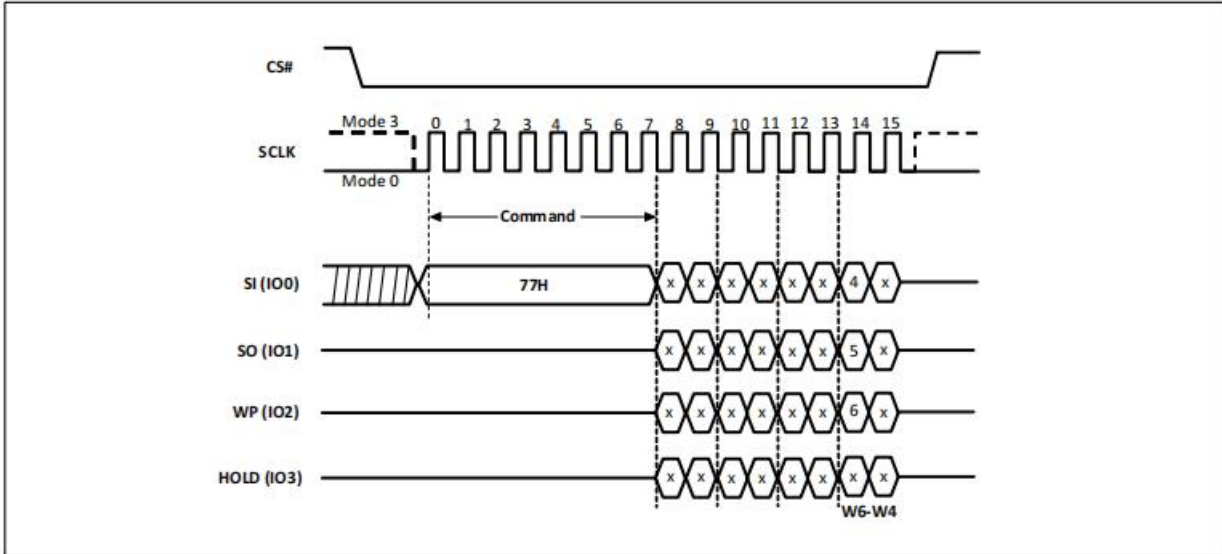 CS#
Mode 3
0 1 2 3 4 5 6 7 8 9 10 11 12 13 14 15
SCLK
Mode 0
Command
SI (IO0) 77H x x x x x x 4 x
SO (IO1) x x x x x x 5 x
WP (IO2) x x x x x x 6 x
HOLD (IO3) x x x x x x x x
W6-W4